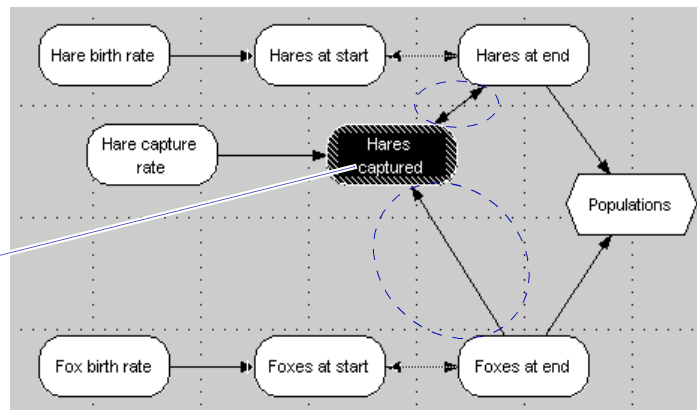 Hare birth rate
Hares at start
Hares at end
Hare capture
rate
Hares
captured
Populations
Fox birth rate
Foxes at start
Foxes at end